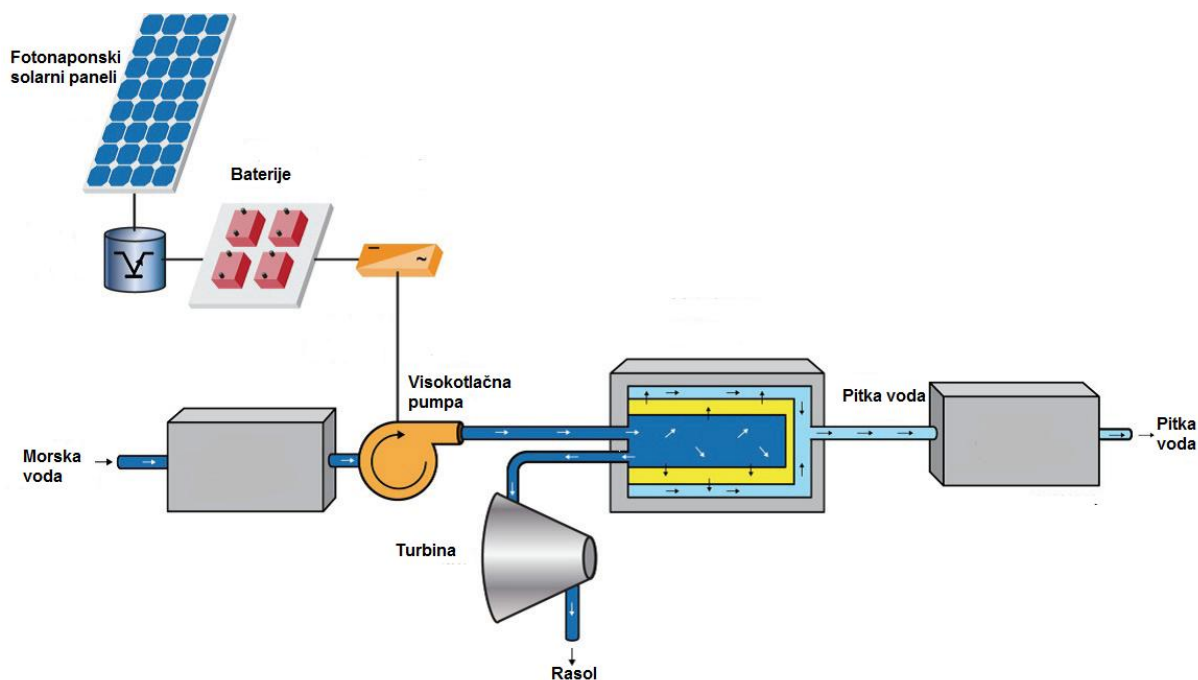 Fotonaponski
solarni paneli
Baterije
−
~
Visokotlačna
pumpa
Pitka voda
Morska
voda
Pitka
voda
Turbina
Rasol